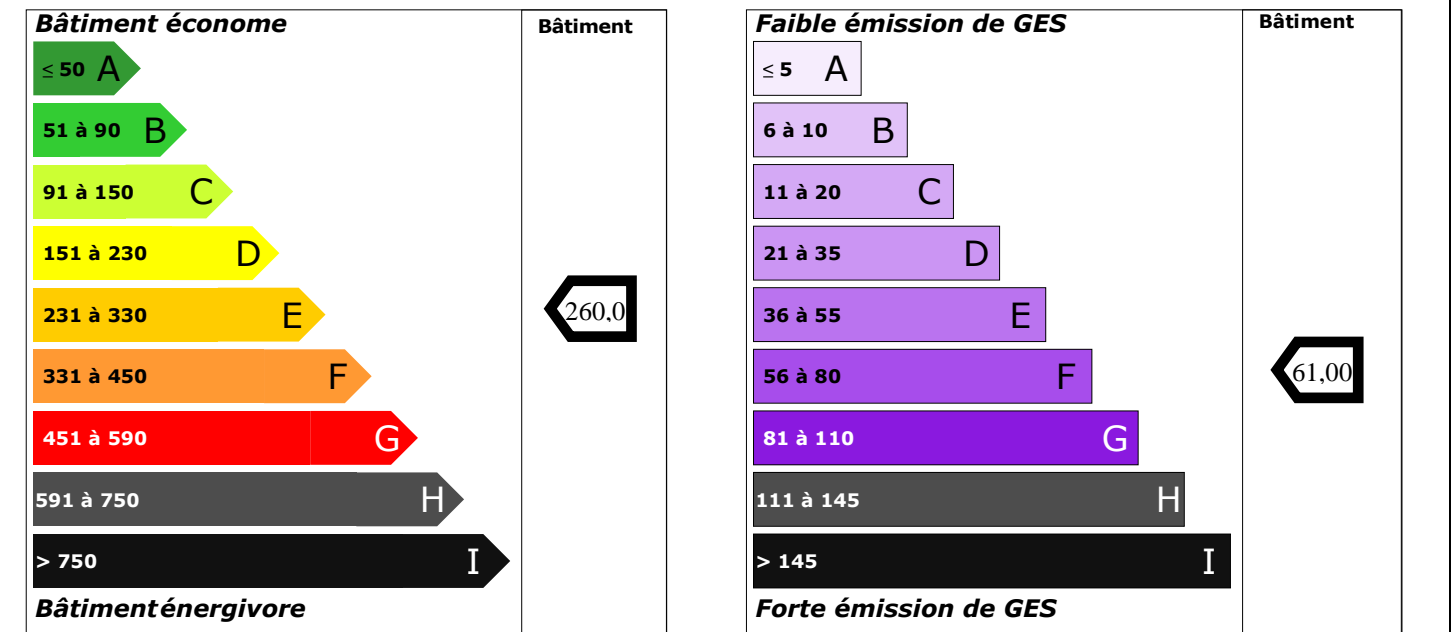 Bâtiment économe
Bâtiment
≤ 50 A
51 à 90 B
91 à 150 C
151 à 230 D
231 à 330 E
260,0
331 à 450 F
451 à 590 G
591 à 750 H
> 750 I
Bâtiment énergivore
Faible émission de GES
Bâtiment
≤ 5 A
6 à 10 B
11 à 20 C
21 à 35 D
36 à 55 E
56 à 80 F
61,00
81 à 110 G
111 à 145 H
> 145 I
Forte émission de GES